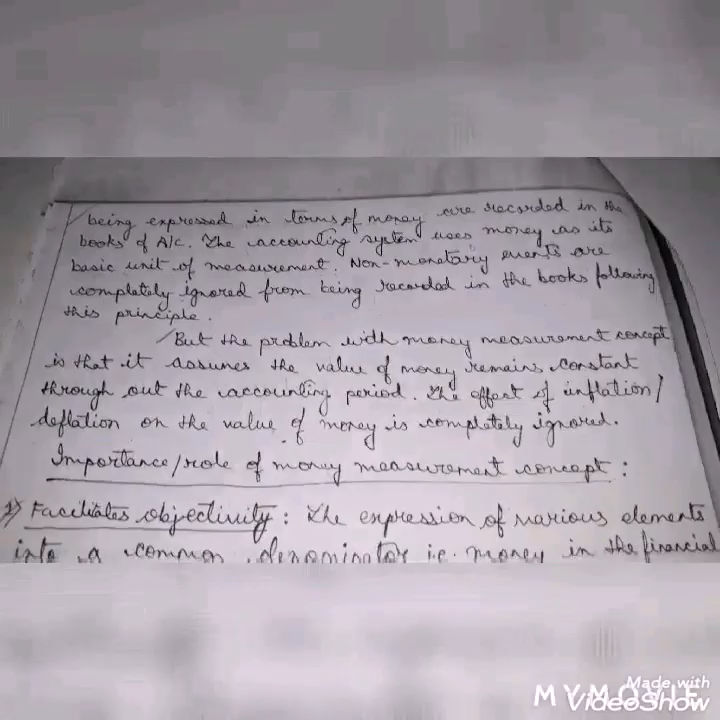 being expressed in terms of money are recorded in the
books of A/c. The accounting system uses money as its
basic unit of measurement. Non-monetary events are
completely ignored from being recorded in the books following
this principle.
But the problem with money measurement concept
is that it assumes the value of money remains constant
through out the accounting period. The effect of inflation/
deflation on the value of money is completely ignored.
Importance/role of money measurement concept :
1) Facilitates objectivity : The expression of various elements
into a common denominator i.e. money in the financial
Made with
MYMOVIE
VideoShow